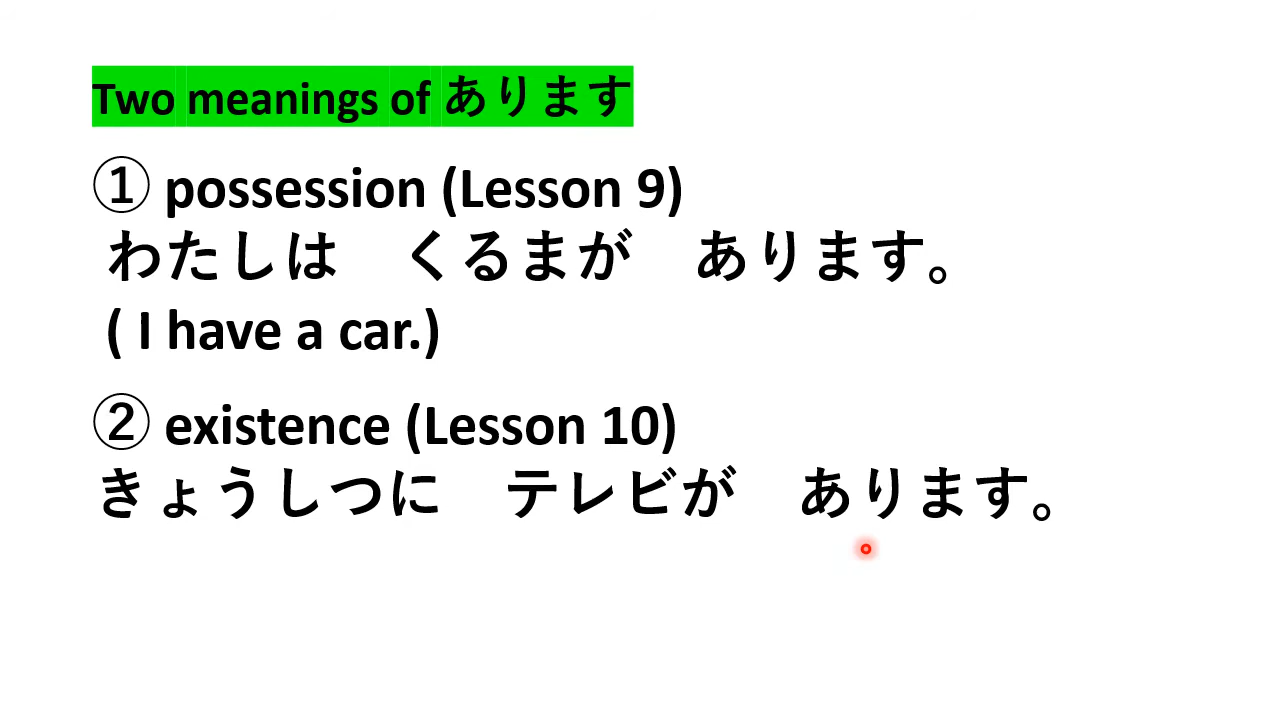 Two meanings of あります
① possession (Lesson 9)
わたしは　くるまが　あります。
( I have a car.)
② existence (Lesson 10)
きょうしつに　テレビが　あります。